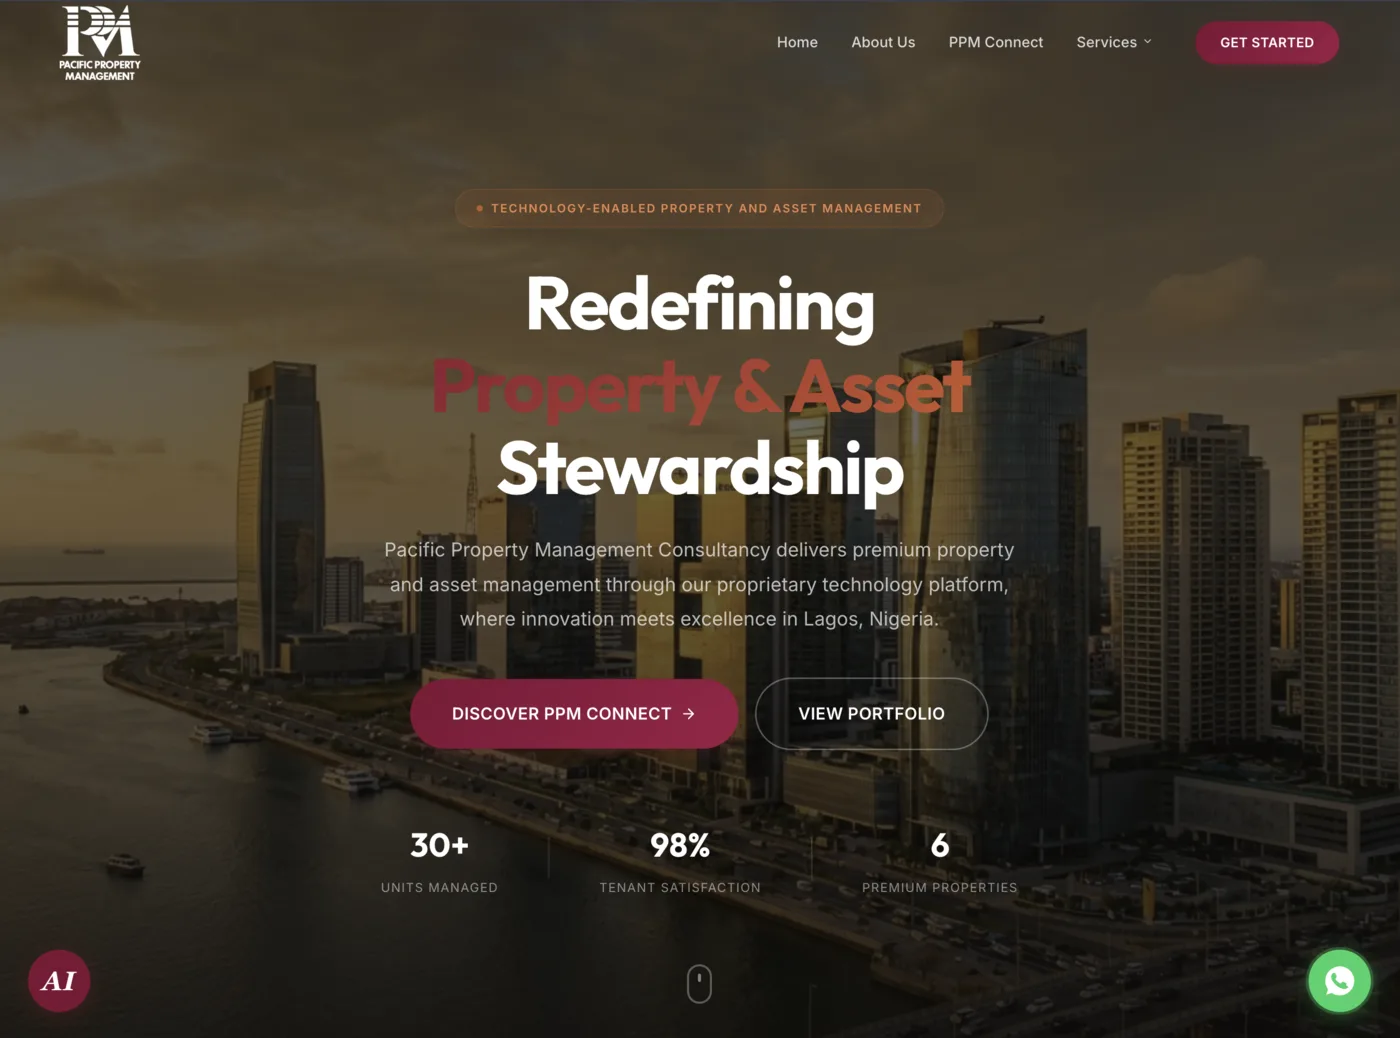 PPM
PACIFIC PROPERTY
MANAGEMENT
Home
About Us
PPM Connect
Services
GET STARTED
TECHNOLOGY-ENABLED PROPERTY AND ASSET MANAGEMENT
Redefining
Property & Asset
Stewardship
Pacific Property Management Consultancy delivers premium property
and asset management through our proprietary technology platform,
where innovation meets excellence in Lagos, Nigeria.
DISCOVER PPM CONNECT →
VIEW PORTFOLIO
30+
UNITS MANAGED
98%
TENANT SATISFACTION
6
PREMIUM PROPERTIES
AI